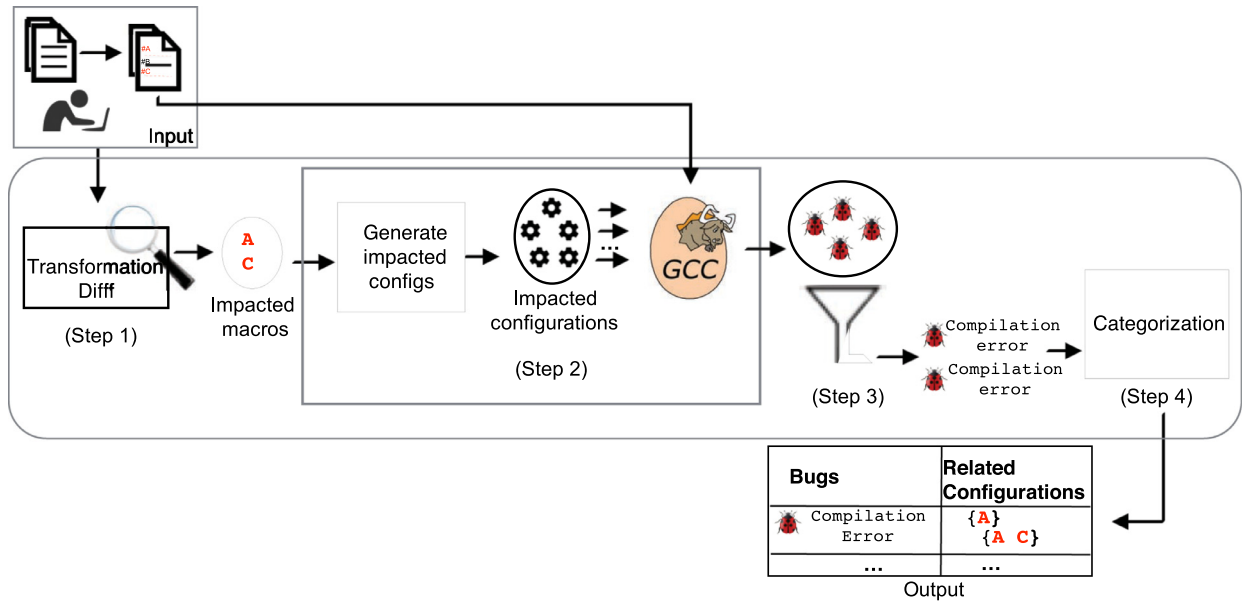 #A
#B
#C
Input
Transformation
Difff
(Step 1)
A
C
Impacted
macros
Generate
impacted
configs
Impacted
configurations
...
GCC
(Step 2)
(Step 3)
Compilation
error
Compilation
error
Categorization
(Step 4)
Bugs
Related
Configurations
Compilation
Error
{A}
{A C}
...
...
Output